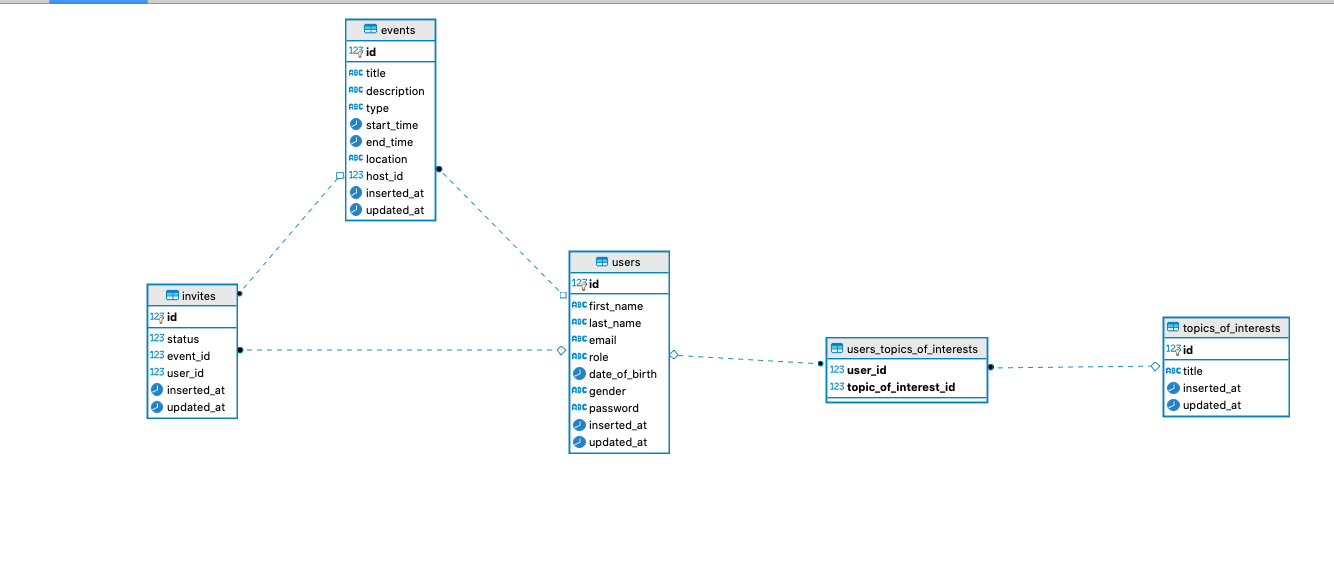 events
123 id
ABC title
ABC description
ABC type
start_time
end_time
ABC location
123 host_id
inserted_at
updated_at
invites
123 id
123 status
123 event_id
123 user_id
inserted_at
updated_at
users
123 id
ABC first_name
ABC last_name
ABC email
ABC role
date_of_birth
ABC gender
ABC password
inserted_at
updated_at
users_topics_of_interests
123 user_id
123 topic_of_interest_id
topics_of_interests
123 id
ABC title
inserted_at
updated_at